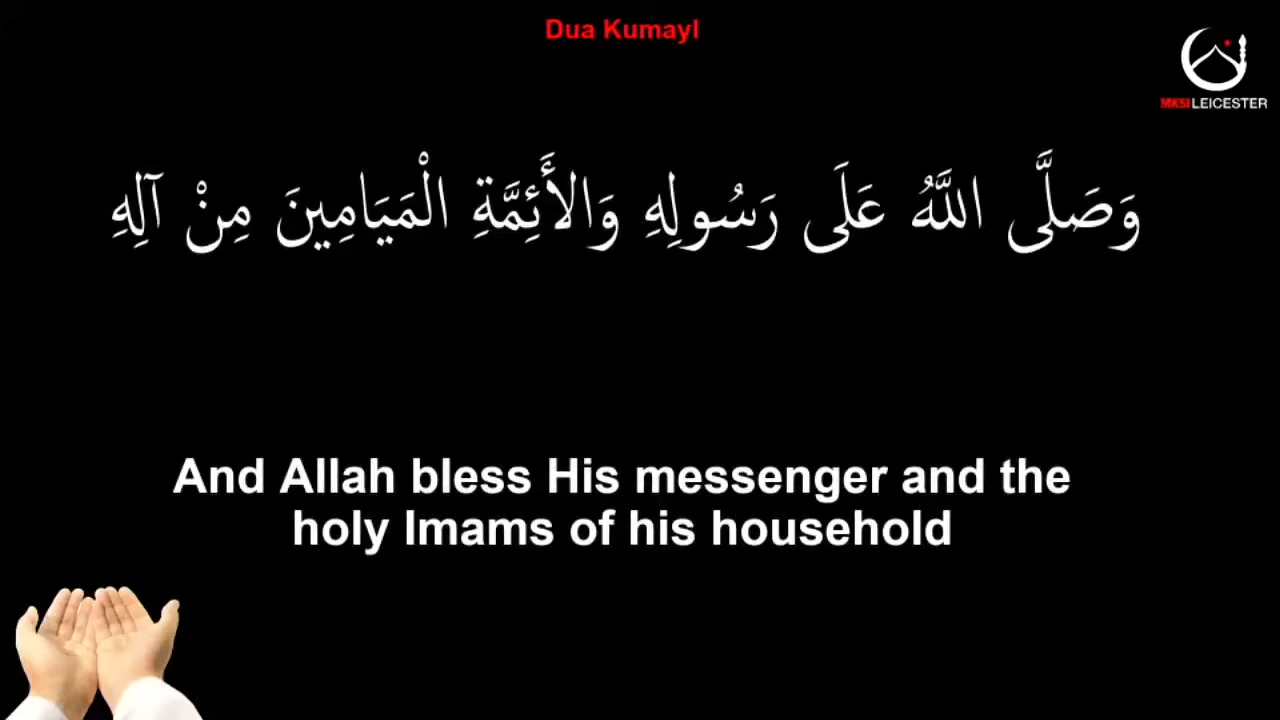 Dua Kumayl
MKSI LEICESTER
وَصَلَّى اللَّهُ عَلَى رَسُولِهِ وَالأَئِمَّةِ الْمَيَامِينَ مِنْ آلِهِ
And Allah bless His messenger and the
holy Imams of his household